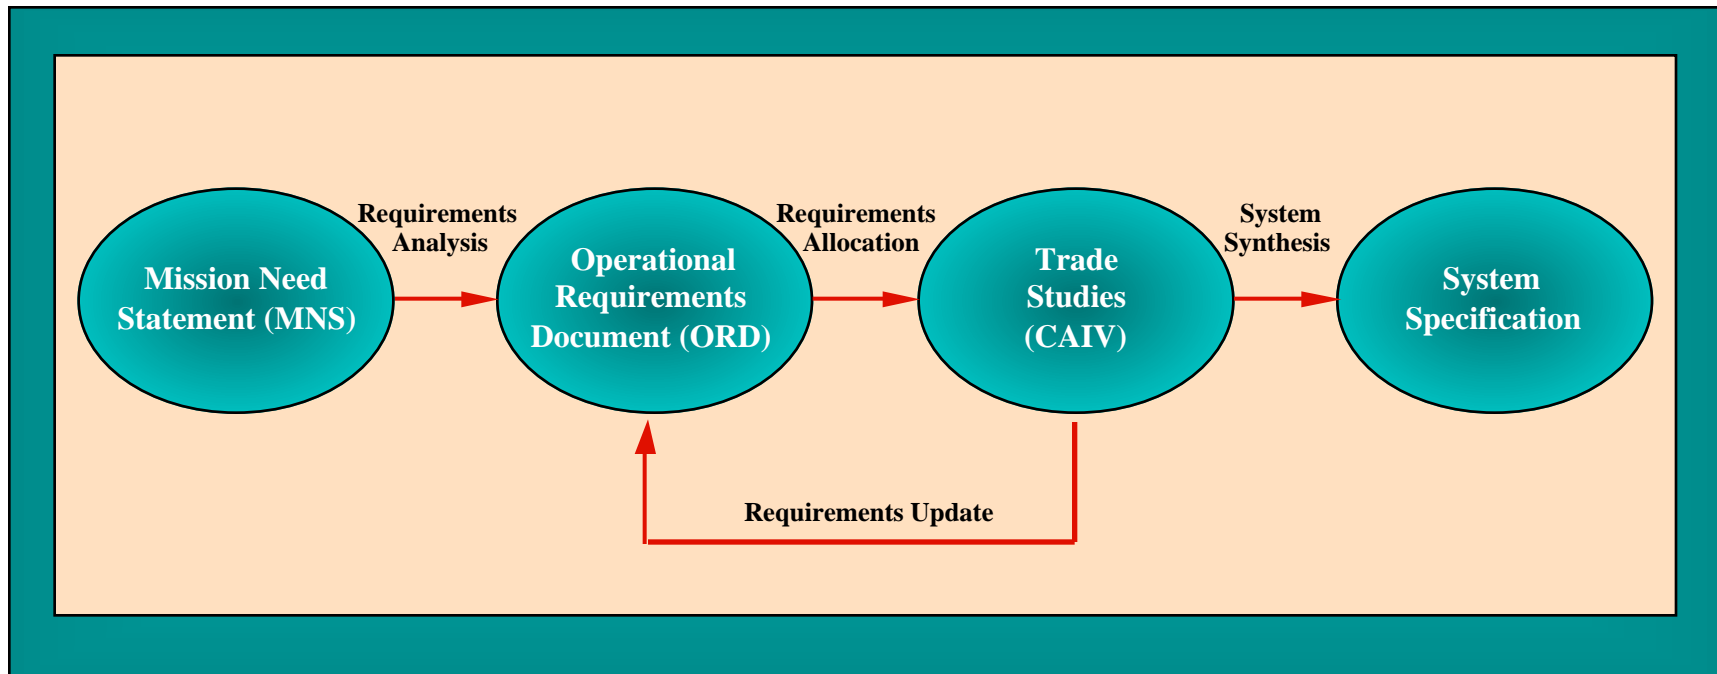 Mission Need
Statement (MNS)
Requirements
Analysis
Operational
Requirements
Document (ORD)
Requirements
Allocation
Trade
Studies
(CAIV)
System
Synthesis
System
Specification
Requirements Update